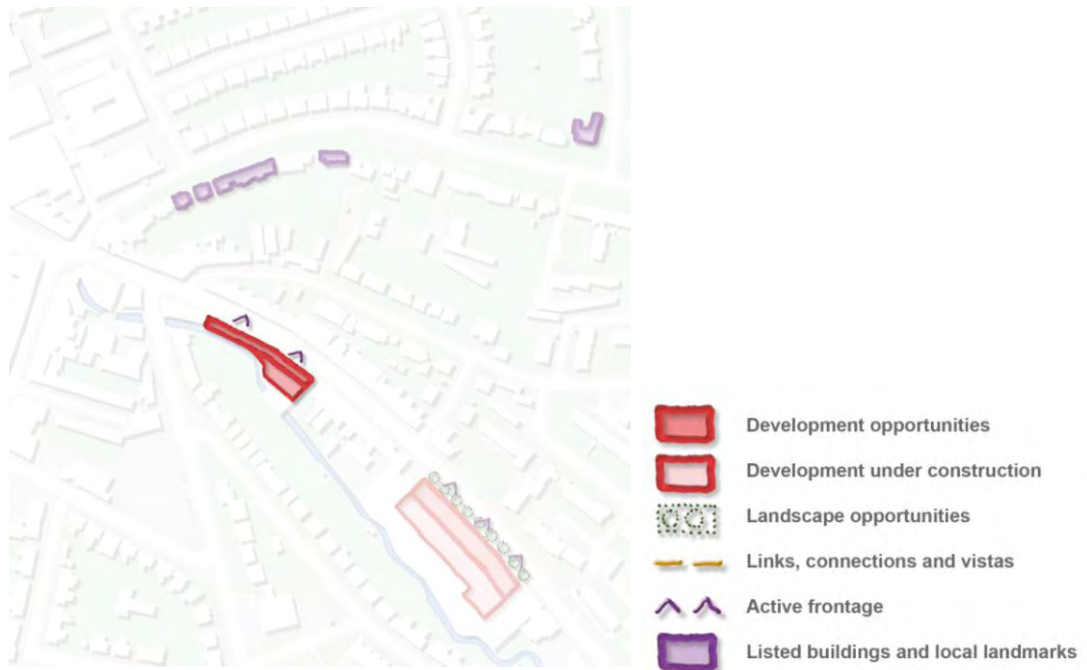 Development opportunities
Development under construction
Landscape opportunities
Links, connections and vistas
Active frontage
Listed buildings and local landmarks